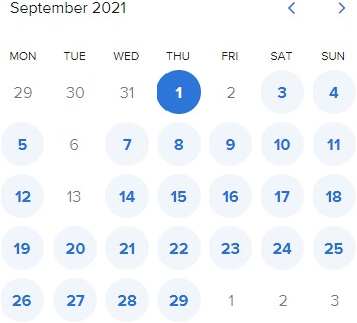 September 2021
MON TUE WED THU FRI SAT SUN
29 30 31 1 2 3 4
5 6 7 8 9 10 11
12 13 14 15 16 17 18
19 20 21 22 23 24 25
26 27 28 29 1 2 3